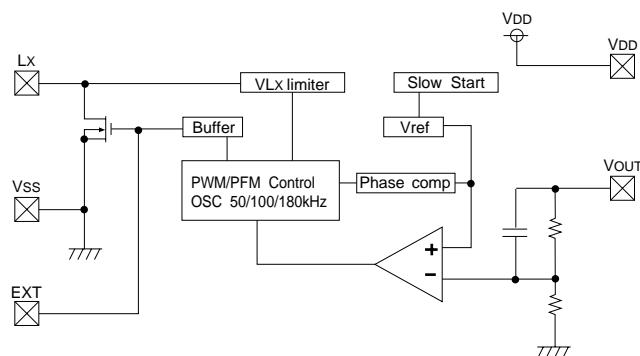 VDD
VDD
LX
VLX limiter
Slow Start
Buffer
Vref
VOUT
PWM/PFM Control
OSC 50/100/180kHz
Phase comp
VSS
+
−
EXT